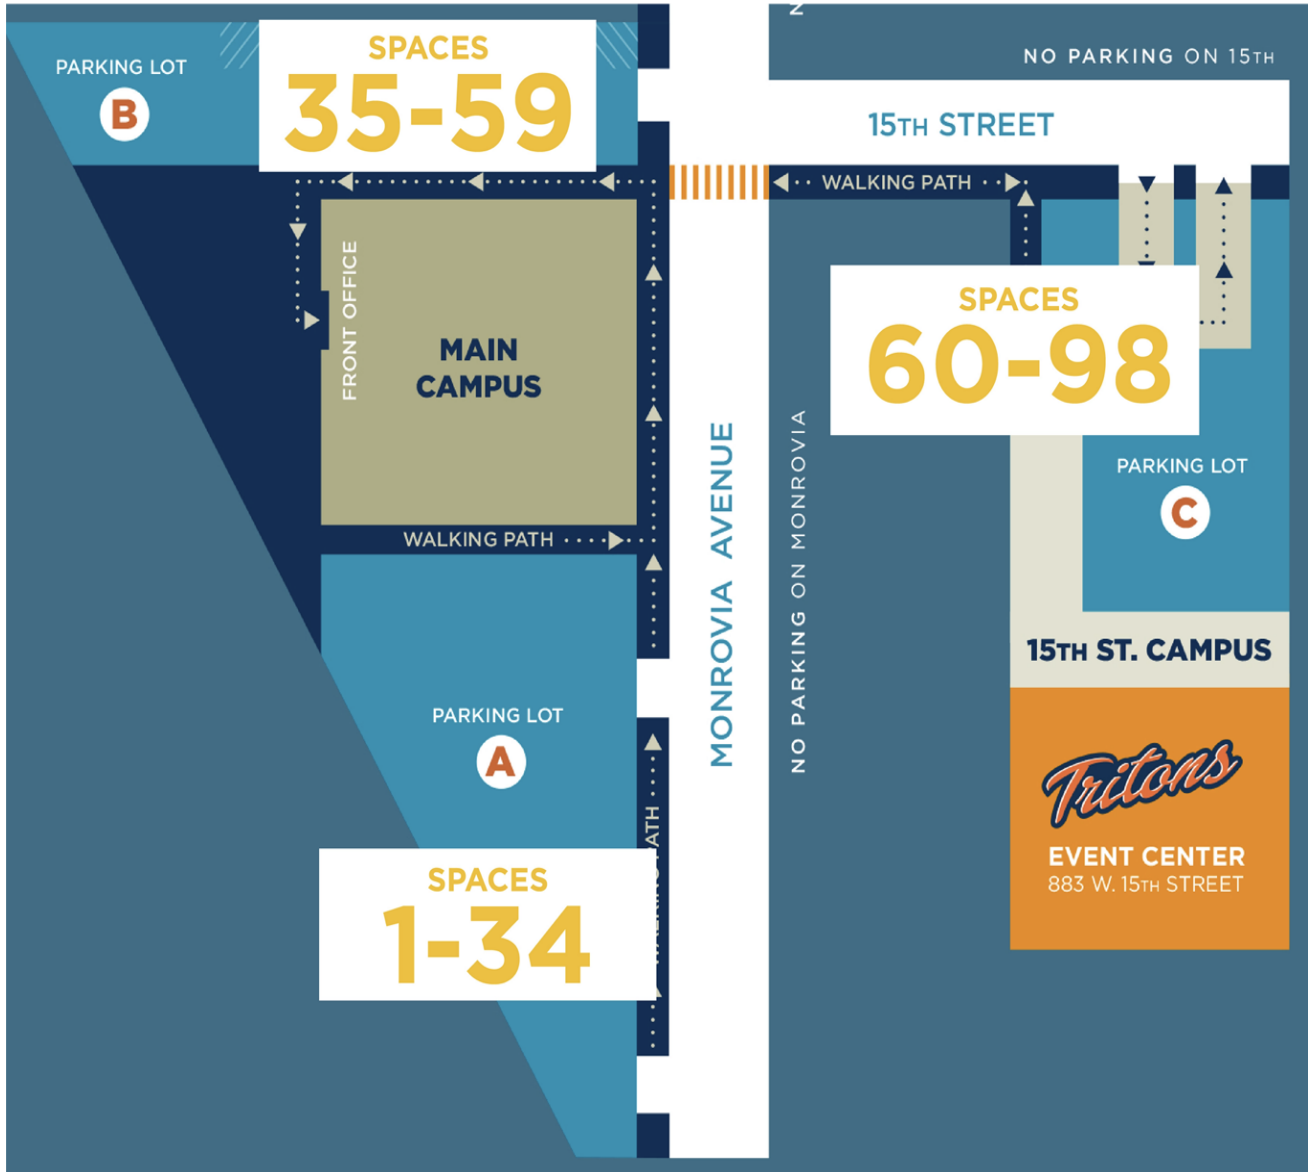 PARKING LOT
B
SPACES
35-59
NO PARKING ON 15TH
15TH STREET
WALKING PATH
FRONT OFFICE
MAIN
CAMPUS
SPACES
60-98
MONROVIA AVENUE
NO PARKING ON MONROVIA
PARKING LOT
C
WALKING PATH
15TH ST. CAMPUS
PARKING LOT
A
Tritons
EVENT CENTER
883 W. 15TH STREET
SPACES
1-34